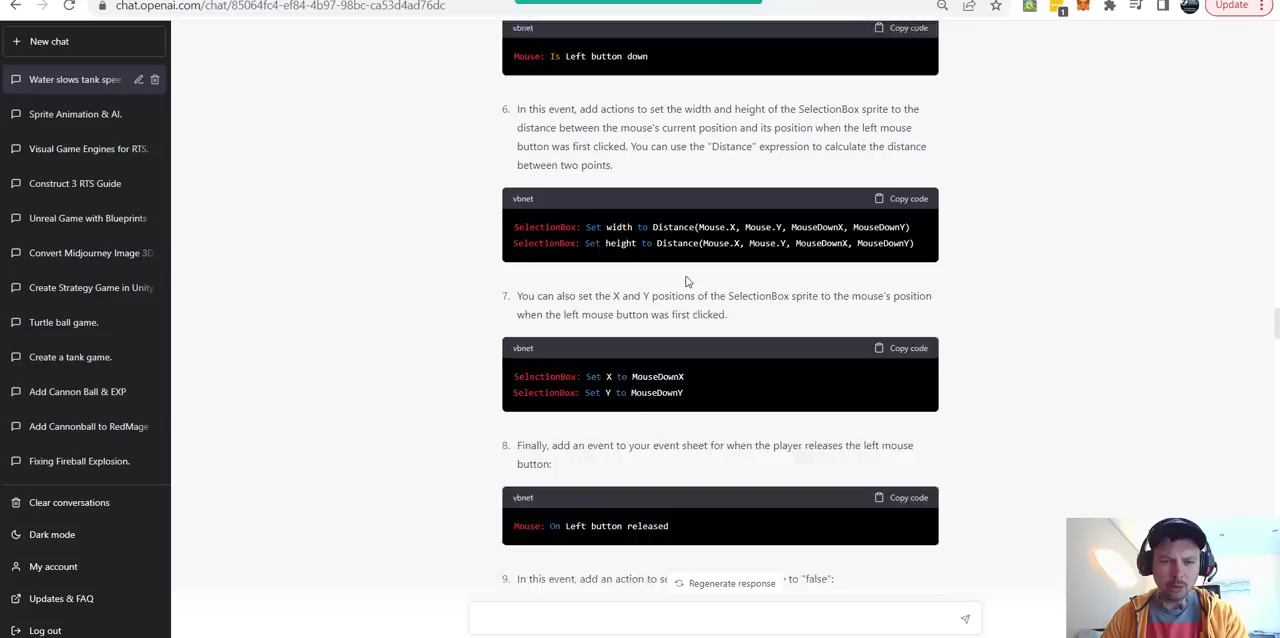 chat.openai.com/chat/85064fc4-ef84-4b97-98bc-ca53d4ad76dc
1
Update
New chat
Water slows tank spee
Sprite Animation & AI.
Visual Game Engines for RTS.
Construct 3 RTS Guide
Unreal Game with Blueprints
Convert Midjourney Image 3D
Create Strategy Game in Unity
Turtle ball game.
Create a tank game.
Add Cannon Ball & EXP
Add Cannonball to RedMage
Fixing Fireball Explosion.
Clear conversations
Dark mode
My account
Updates & FAQ
Log out
vbnet
Copy code
Mouse: Is Left button down
6. In this event, add actions to set the width and height of the SelectionBox sprite to the
distance between the mouse's current position and its position when the left mouse
button was first clicked. You can use the "Distance" expression to calculate the distance
between two points.
vbnet
Copy code
SelectionBox: Set width to Distance(Mouse.X, Mouse.Y, MouseDownX, MouseDownY)
SelectionBox: Set height to Distance(Mouse.X, Mouse.Y, MouseDownX, MouseDownY)
7. You can also set the X and Y positions of the SelectionBox sprite to the mouse's position
when the left mouse button was first clicked.
vbnet
Copy code
SelectionBox: Set X to MouseDownX
SelectionBox: Set Y to MouseDownY
8. Finally, add an event to your event sheet for when the player releases the left mouse
button:
vbnet
Copy code
Mouse: On Left button released
9. In this event, add an action to se
Regenerate response
to "false":